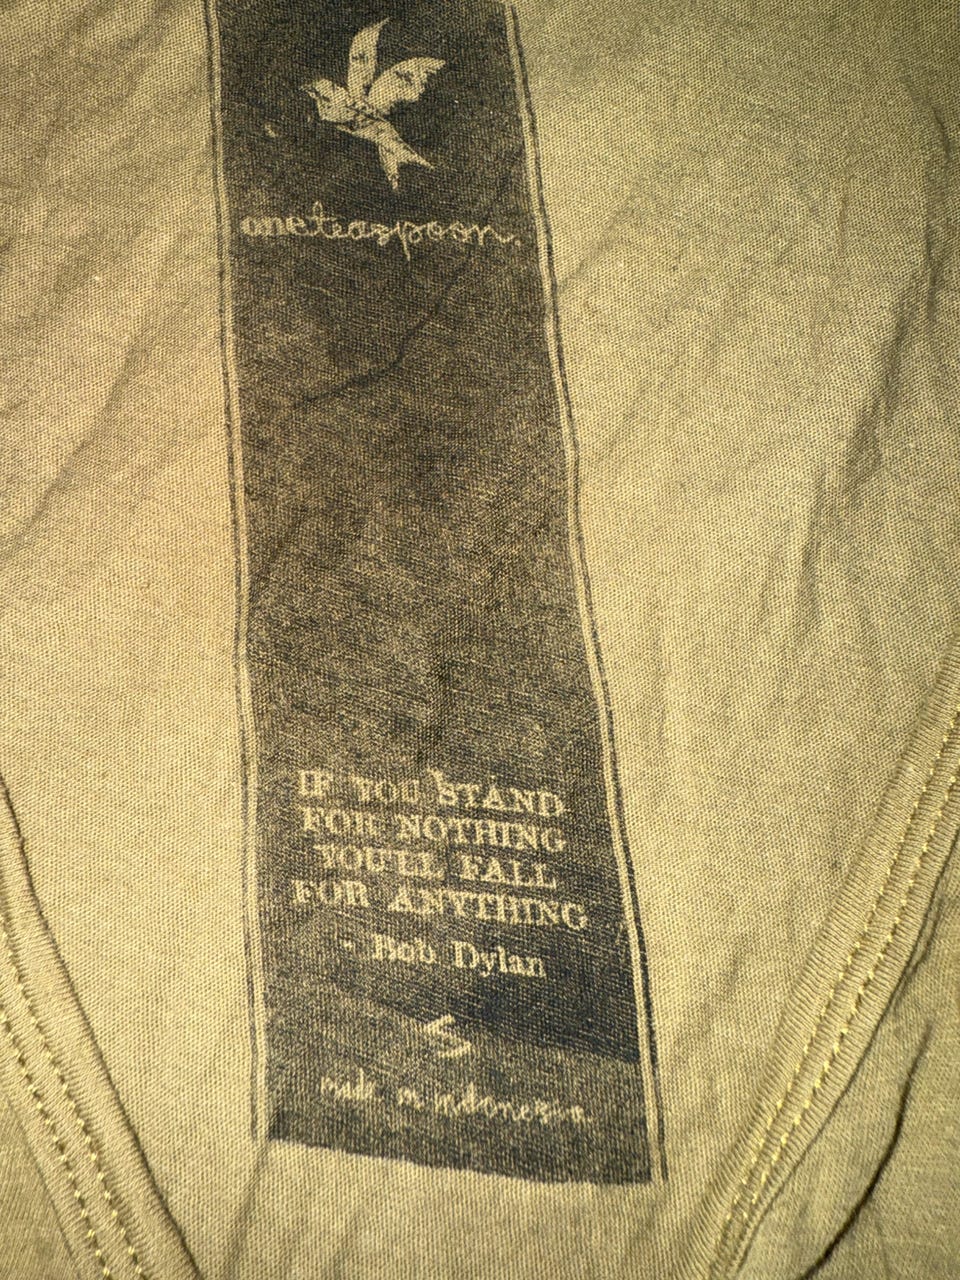 oneteaspoon.
IF YOU STAND
FOR NOTHING
YOU'LL FALL
FOR ANYTHING
- Bob Dylan
S
made in indonesia